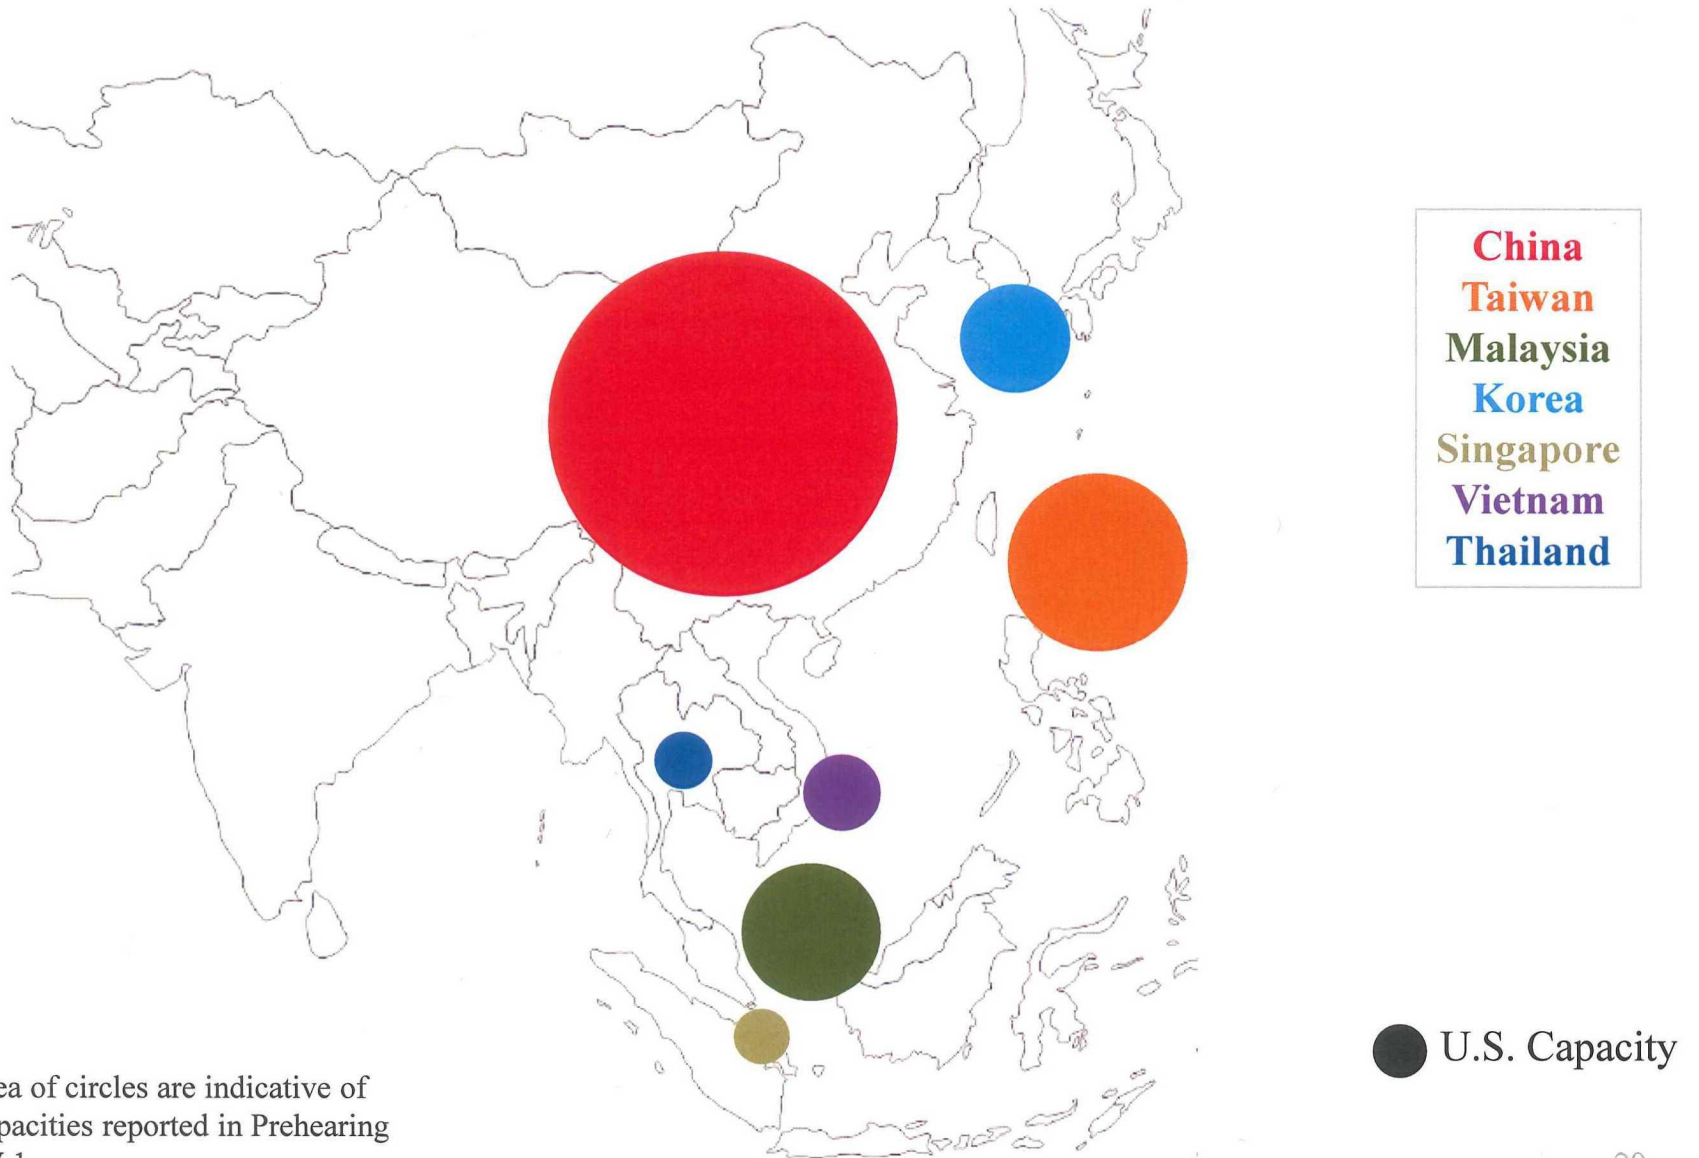 China
Taiwan
Malaysia
Korea
Singapore
Vietnam
Thailand
U.S. Capacity
ea of circles are indicative of
pacities reported in Prehearing